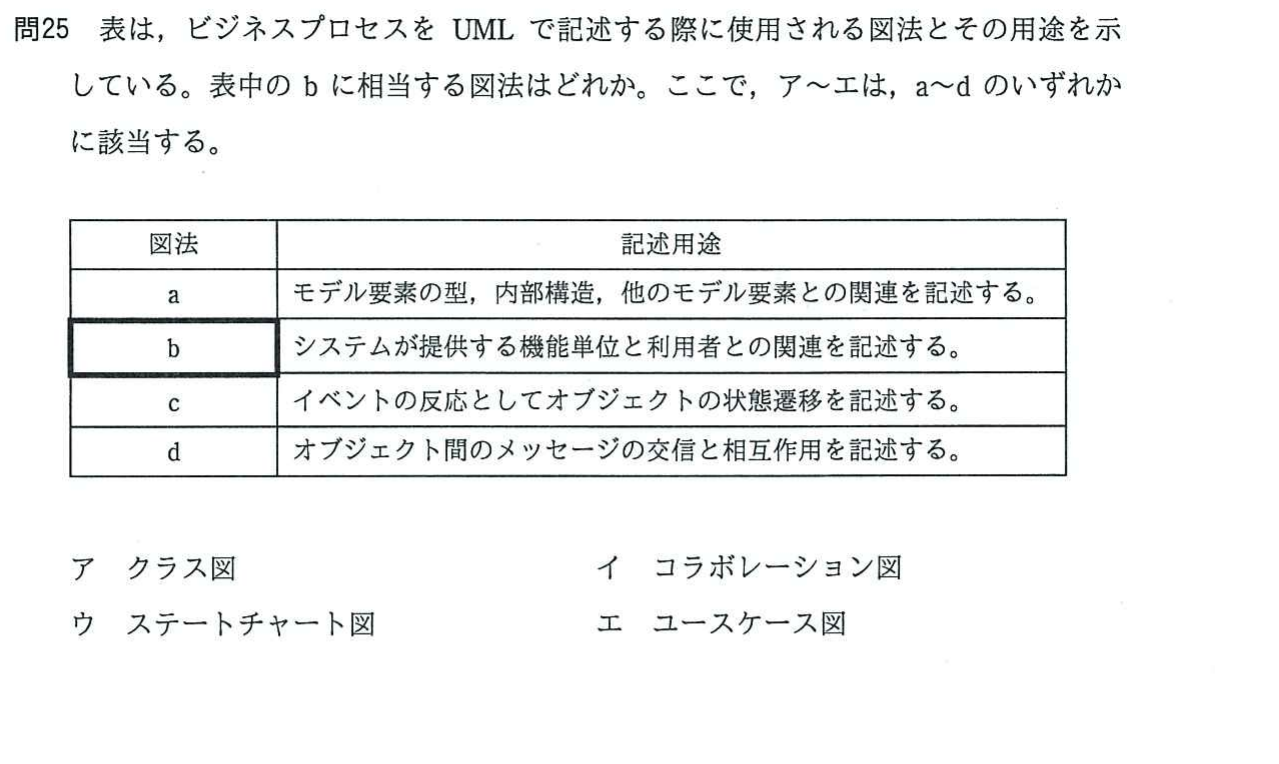 問25 表は，ビジネスプロセスを UML で記述する際に使用される図法とその用途を示
している。表中の b に相当する図法はどれか。ここで，ア～エは，a～d のいずれか
に該当する。
図法 記述用途
a モデル要素の型，内部構造，他のモデル要素との関連を記述する。
b システムが提供する機能単位と利用者との関連を記述する。
c イベントの反応としてオブジェクトの状態遷移を記述する。
d オブジェクト間のメッセージの交信と相互作用を記述する。
ア クラス図 イ コラボレーション図
ウ ステートチャート図 エ ユースケース図